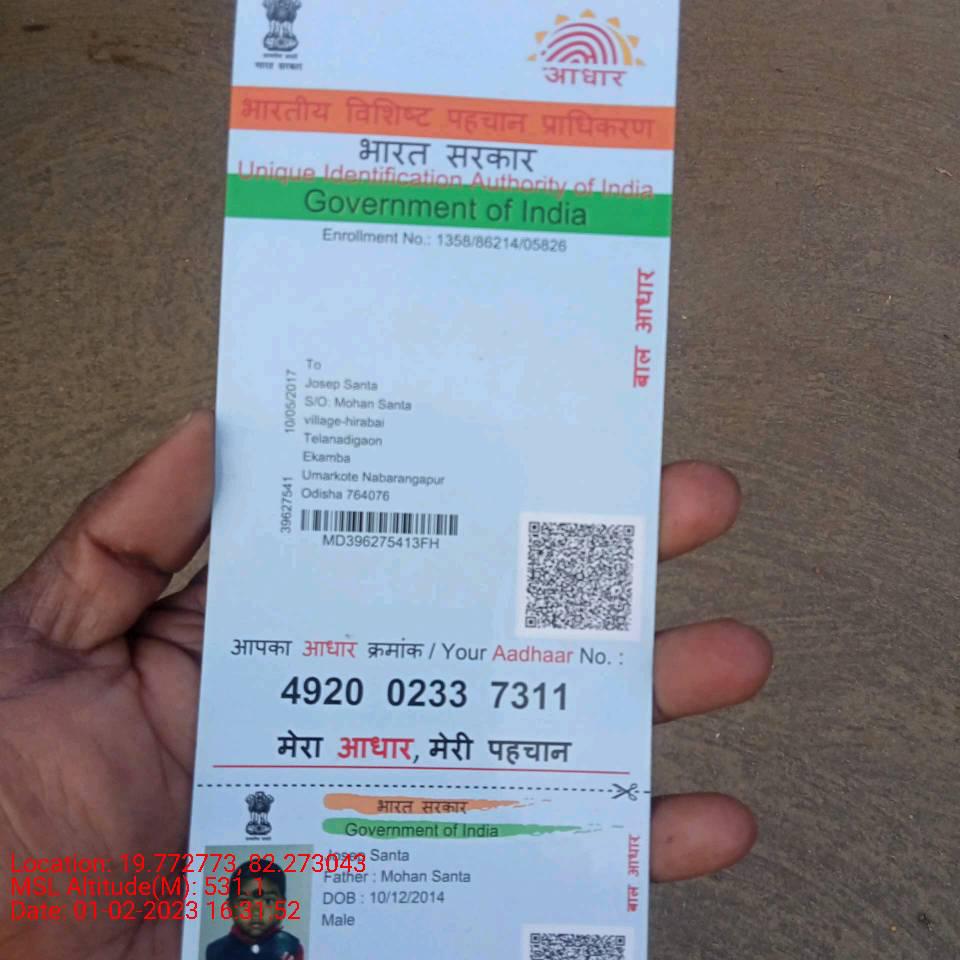 भारत सरकार
आधार
भारतीय विशिष्ट पहचान प्राधिकरण
भारत सरकार
Unique Identification Authority of India
Government of India
Enrollment No.: 1358/86214/05826
बाल आधार
To
Josep Santa
S/O: Mohan Santa
village-hirabai
Telanadigaon
Ekamba
Umarkote Nabarangapur
Odisha 764076
10/05/2017
39627541
MD396275413FH
आपका आधार क्रमांक / Your Aadhaar No. :
4920 0233 7311
मेरा आधार, मेरी पहचान
भारत सरकार
Government of India
Josep Santa
Father : Mohan Santa
DOB : 10/12/2014
Male
बाल आधार
Location: 19.772773, 82.273043
MSL Altitude(M): 531.1
Date: 01-02-2023 16:31:52